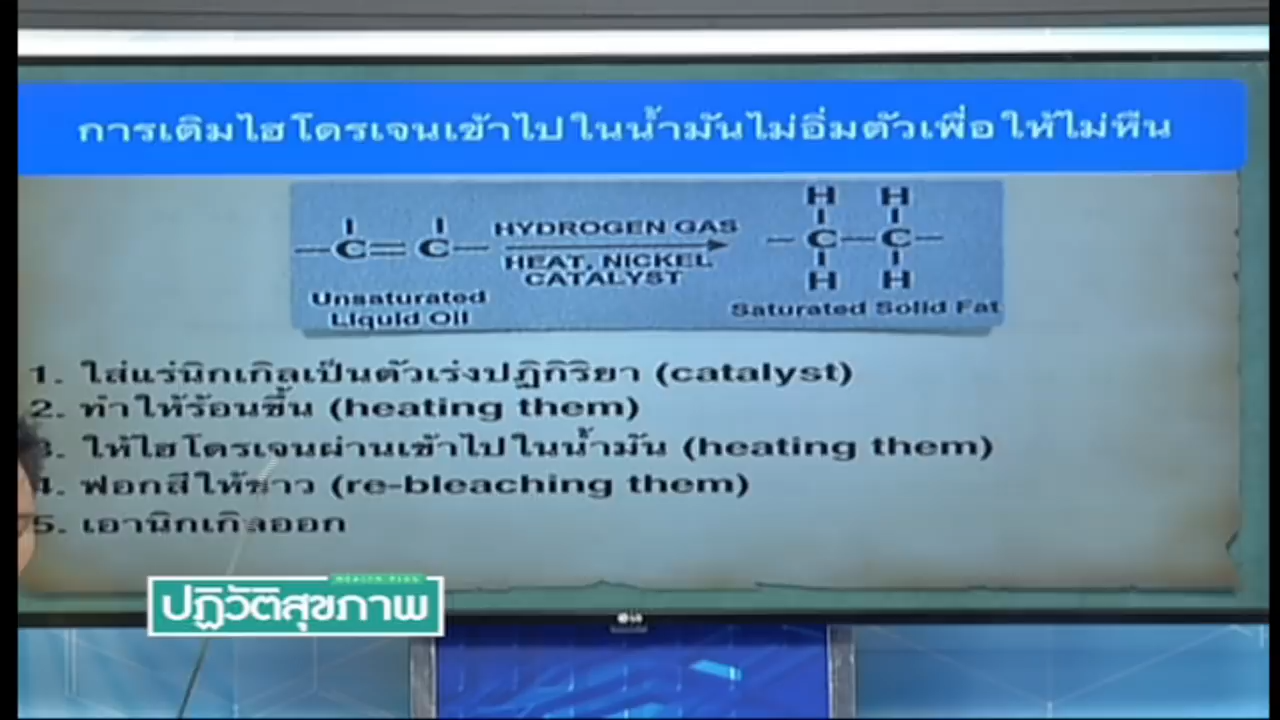 การเติมไฮโดรเจนเข้าไปในน้ำมันไม่อิ่มตัวเพื่อให้ไม่หืน
H H
C=C HYDROGEN GAS C-C
HEAT, NICKEL
CATALYST H H
Unsaturated
Liquid Oil
Saturated Solid Fat
1. ใส่แร่นิกเกิลเป็นตัวเร่งปฏิกิริยา (catalyst)
2. ทำให้ร้อนขึ้น (heating them)
3. ให้ไฮโดรเจนผ่านเข้าไปในน้ำมัน (heating them)
4. ฟอกสีให้ขาว (re-bleaching them)
5. เอานิกเกิลออก
HEALTH PLUS
ปฏิวัติสุขภาพ